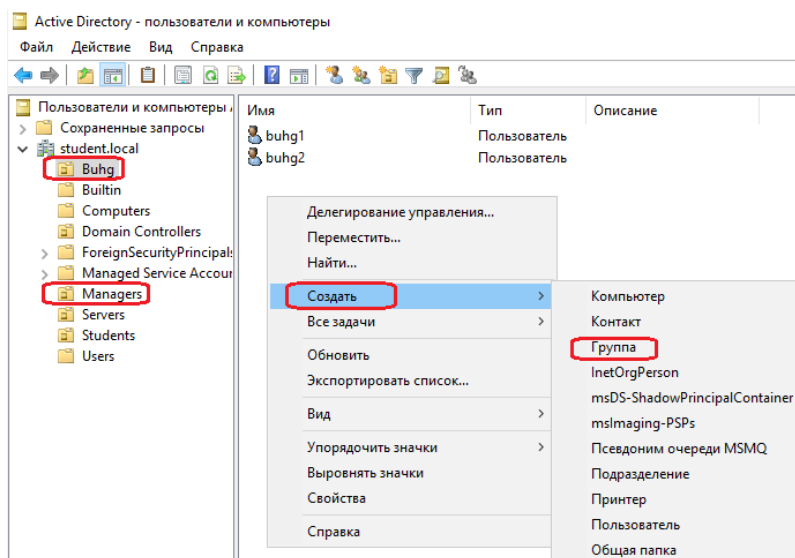 Active Directory - пользователи и компьютеры
Файл Действие Вид Справка
Пользователи и компьютеры
Сохраненные запросы
student.local
Buhg
Builtin
Computers
Domain Controllers
ForeignSecurityPrincipals
Managed Service Accour
Managers
Servers
Students
Users
Имя Тип Описание
buhg1 Пользователь
buhg2 Пользователь
Делегирование управления...
Переместить...
Найти...
Создать
Все задачи
Обновить
Экспортировать список...
Вид
Упорядочить значки
Выровнять значки
Свойства
Справка
Компьютер
Контакт
Группа
InetOrgPerson
msDS-ShadowPrincipalContainer
msImaging-PSPs
Псевдоним очереди MSMQ
Подразделение
Принтер
Пользователь
Общая папка